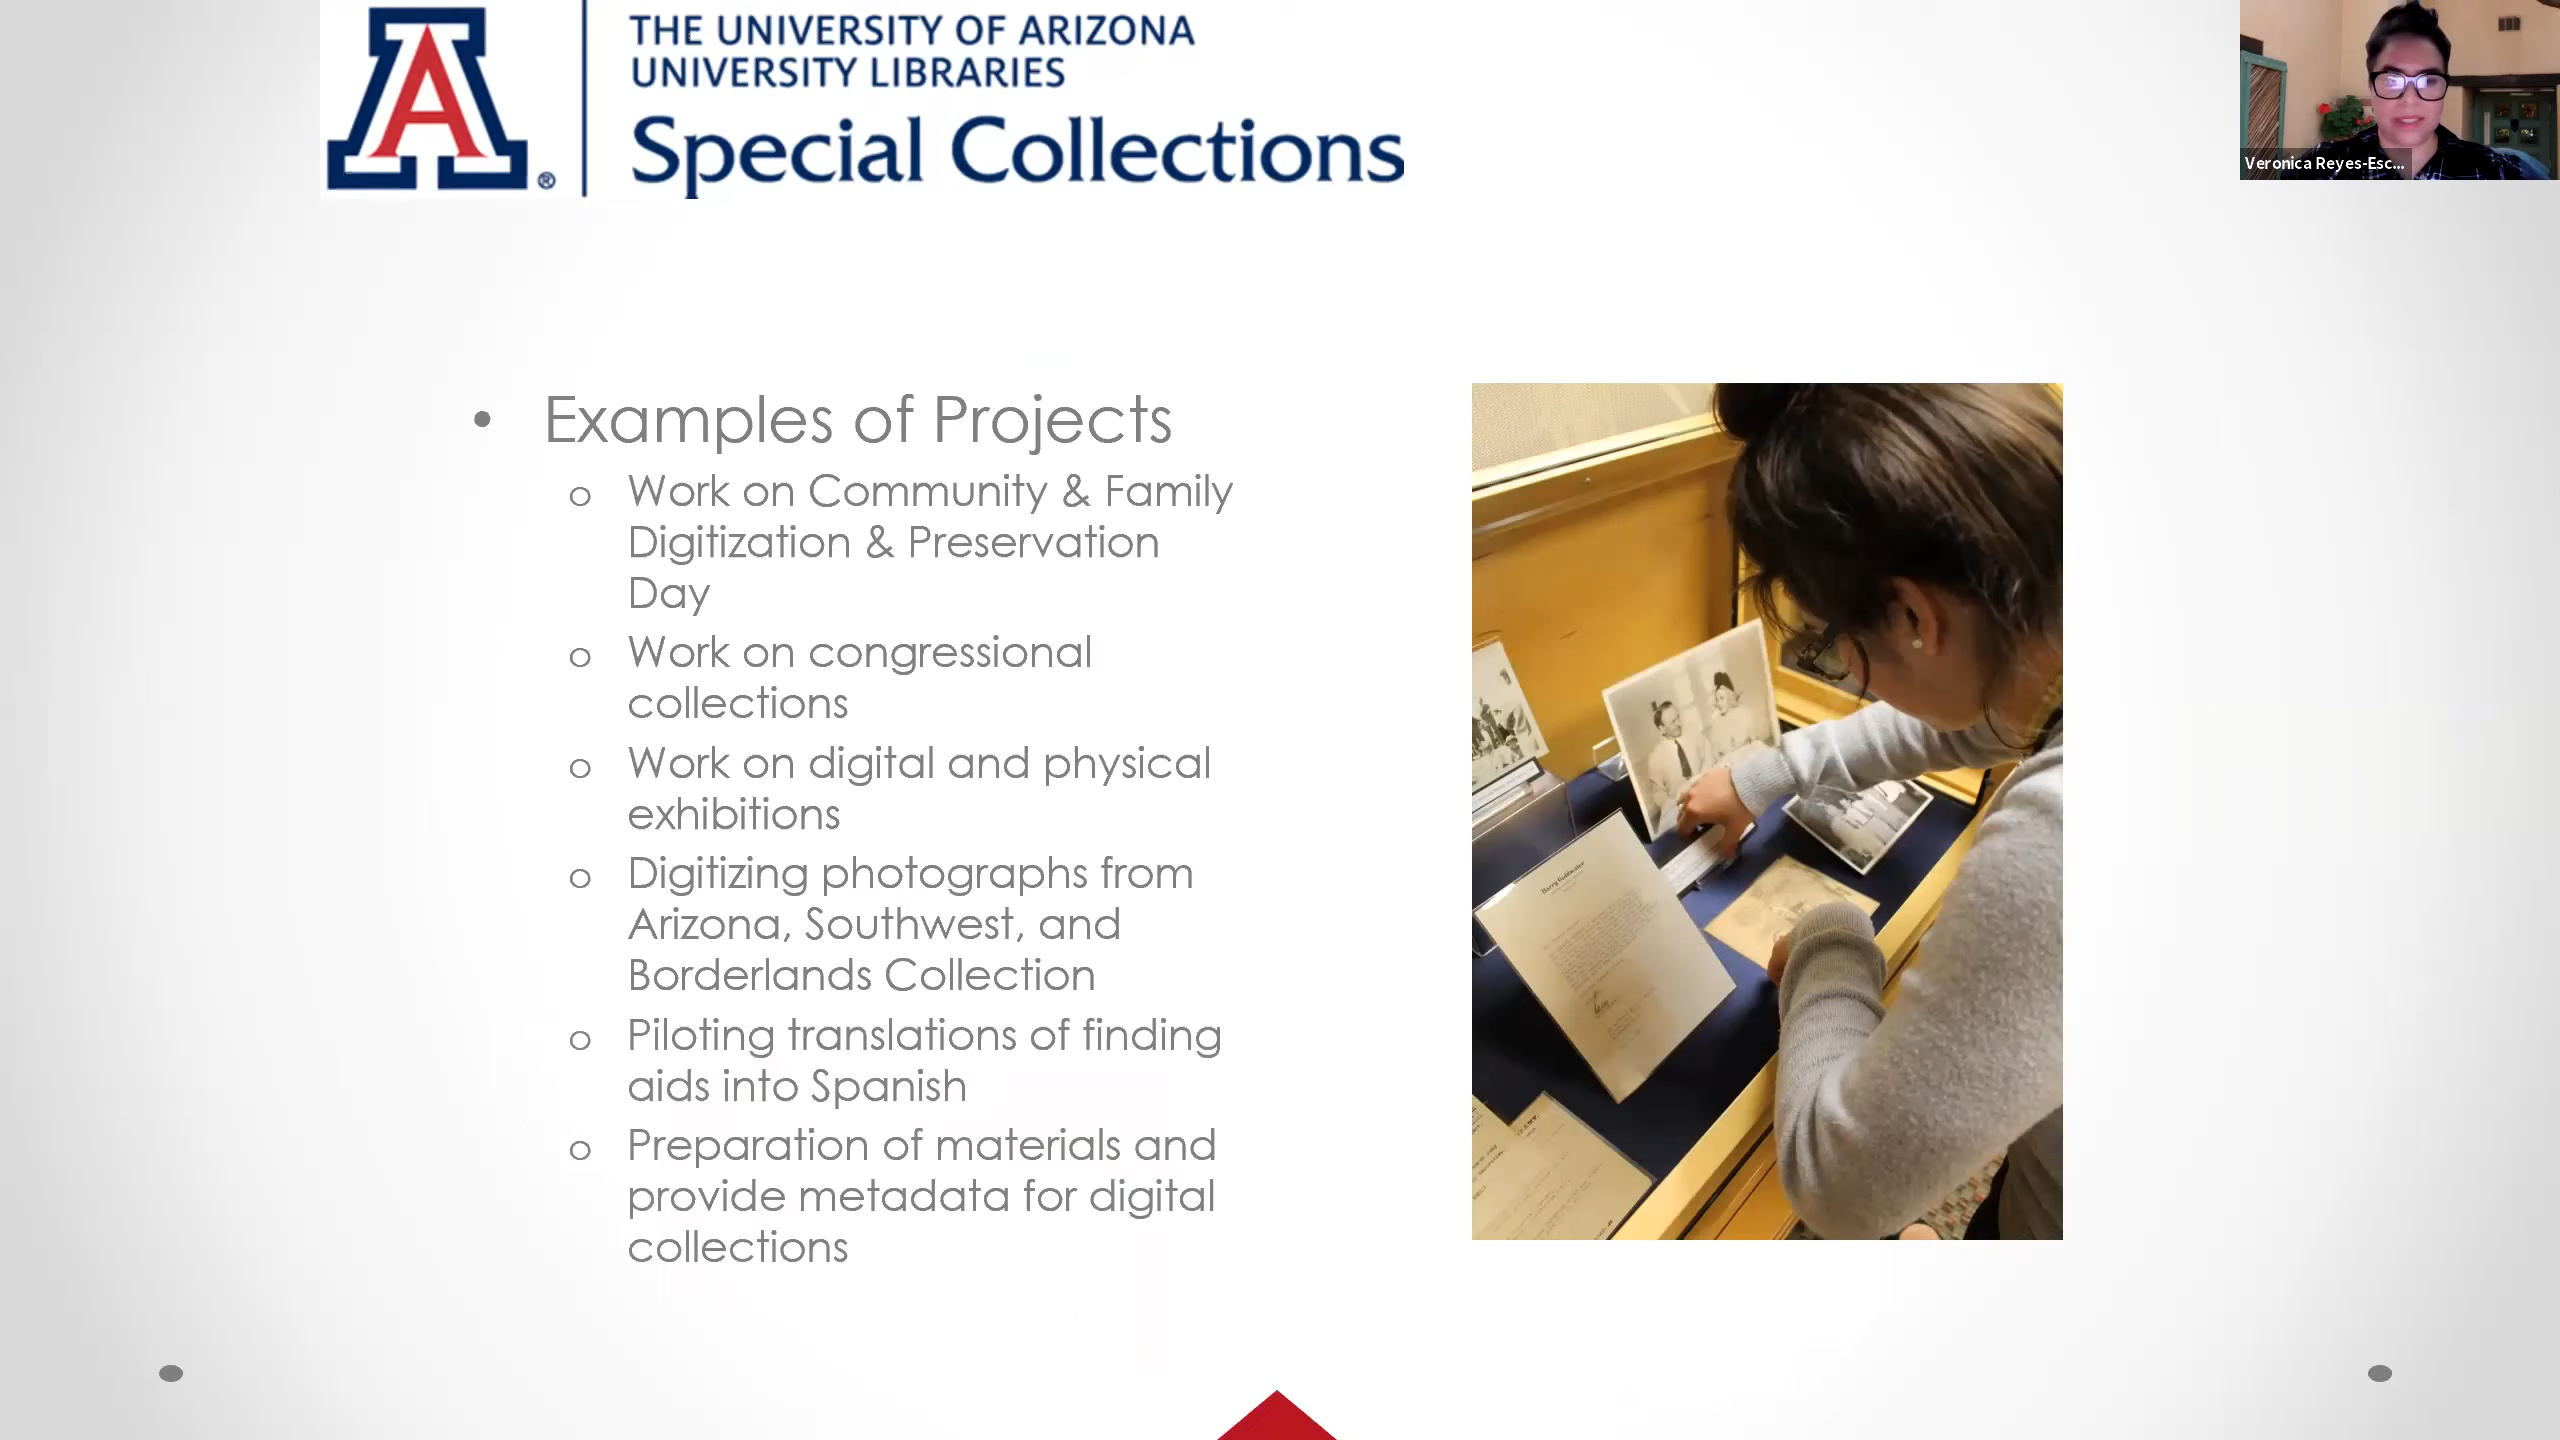 THE UNIVERSITY OF ARIZONA
UNIVERSITY LIBRARIES
Special Collections
A
®
Veronica Reyes-Esc...
• Examples of Projects
o Work on Community & Family
Digitization & Preservation
Day
o Work on congressional
collections
o Work on digital and physical
exhibitions
o Digitizing photographs from
Arizona, Southwest, and
Borderlands Collection
o Piloting translations of finding
aids into Spanish
o Preparation of materials and
provide metadata for digital
collections
Barry Goldwater